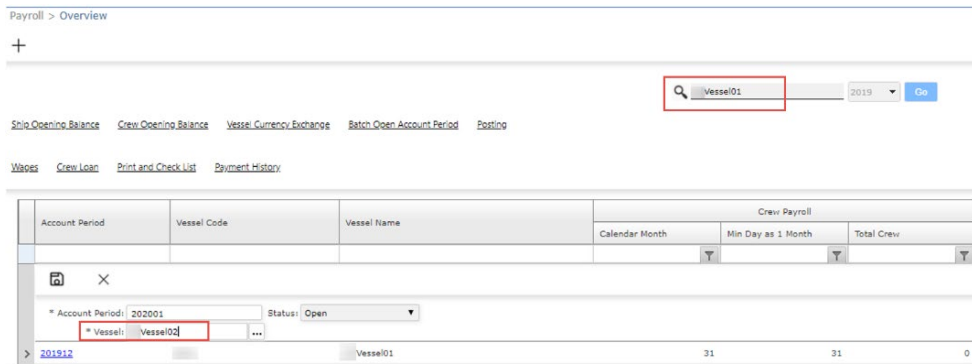 Payroll > Overview
+
Vessel01 2019 Go
Ship Opening Balance Crew Opening Balance Vessel Currency Exchange Batch Open Account Period Posting
Wages Crew Loan Print and Check List Payment History
Account Period Vessel Code Vessel Name Crew Payroll
Calendar Month Min Day as 1 Month Total Crew
* Account Period: 202001 Status: Open
* Vessel: Vessel02 ...
> 201912 Vessel01 31 31 0